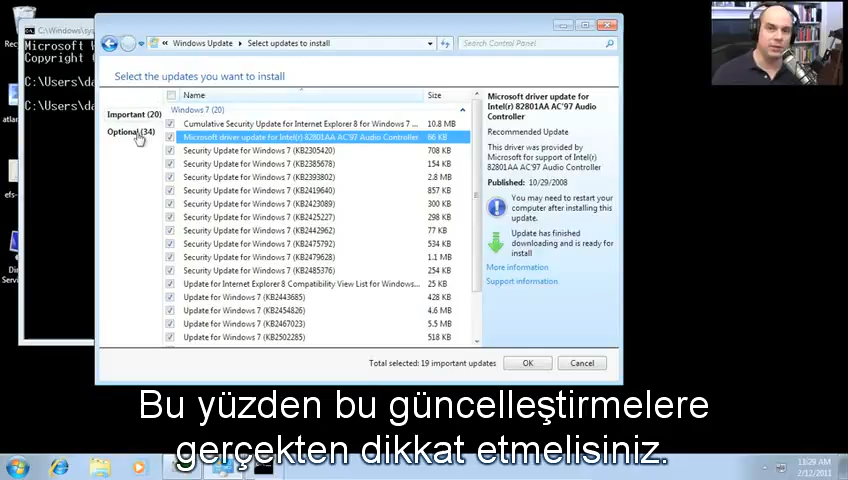 C:\Windows\sys
Microsoft W
Copyright (
C:\Users\da
C:\Users\da
Windows Update
Select updates to install
Search Control Panel
Select the updates you want to install
Important (20)
Optional (34)
Name
Size
Windows 7 (20)
Cumulative Security Update for Internet Explorer 8 for Windows 7 ... 10.8 MB
Microsoft driver update for Intel(r) 82801AA AC'97 Audio Controller 66 KB
Security Update for Windows 7 (KB2305420) 708 KB
Security Update for Windows 7 (KB2385678) 154 KB
Security Update for Windows 7 (KB2393802) 2.8 MB
Security Update for Windows 7 (KB2419640) 857 KB
Security Update for Windows 7 (KB2423089) 300 KB
Security Update for Windows 7 (KB2425227) 298 KB
Security Update for Windows 7 (KB2442962) 77 KB
Security Update for Windows 7 (KB2475792) 534 KB
Security Update for Windows 7 (KB2479628) 1.1 MB
Security Update for Windows 7 (KB2485376) 254 KB
Update for Internet Explorer 8 Compatibility View List for Windows... 25 KB
Update for Windows 7 (KB2443685) 428 KB
Update for Windows 7 (KB2454826) 4.6 MB
Update for Windows 7 (KB2467023) 5.5 MB
Update for Windows 7 (KB2502285) 518 KB
Microsoft driver update for
Intel(r) 82801AA AC'97 Audio
Controller
Recommended Update
This driver was provided by
Microsoft for support of Intel(r)
82801AA AC'97 Audio Controller
Published: 10/29/2008
You may need to restart your
computer after installing this
update.
Update has finished
downloading and is ready for
install
More information
Support information
Total selected: 19 important updates
OK
Cancel
Bu yüzden bu güncelleştirmelere
gerçekten dikkat etmelisiniz.
11:29 AM
2/12/2011